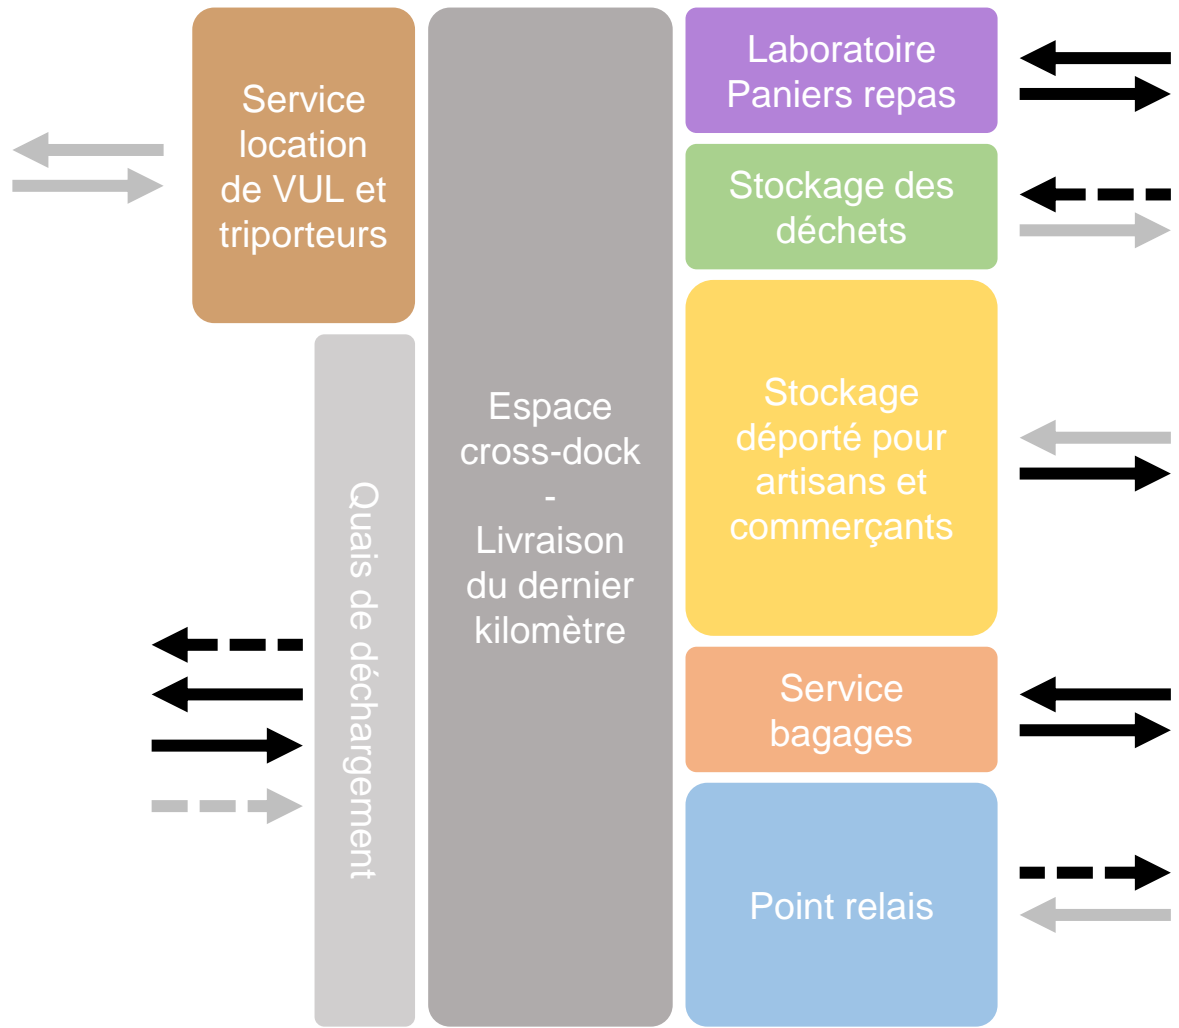 Service
location
de VUL et
triporteurs
Quais de déchargement
Espace
cross-dock
-
Livraison
du dernier
kilomètre
Laboratoire
Paniers repas
Stockage des
déchets
Stockage
déporté pour
artisans et
commerçants
Service
bagages
Point relais